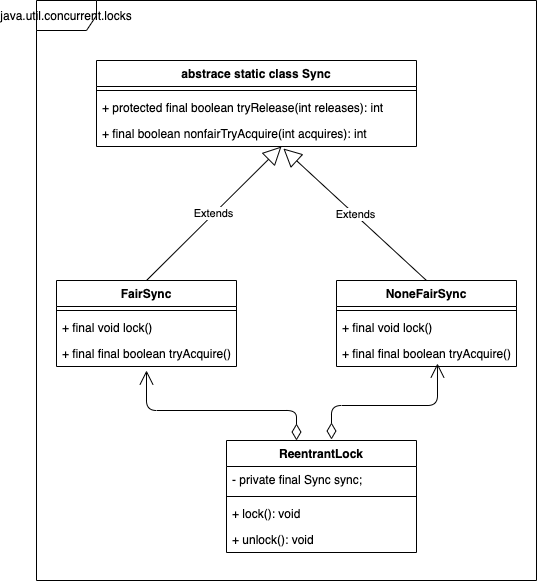 java.util.concurrent.locks
abstrace static class Sync
+ protected final boolean tryRelease(int releases): int
+ final boolean nonfairTryAcquire(int acquires): int
Extends
Extends
FairSync
+ final void lock()
+ final final boolean tryAcquire()
NoneFairSync
+ final void lock()
+ final final boolean tryAcquire()
ReentrantLock
- private final Sync sync;
+ lock(): void
+ unlock(): void